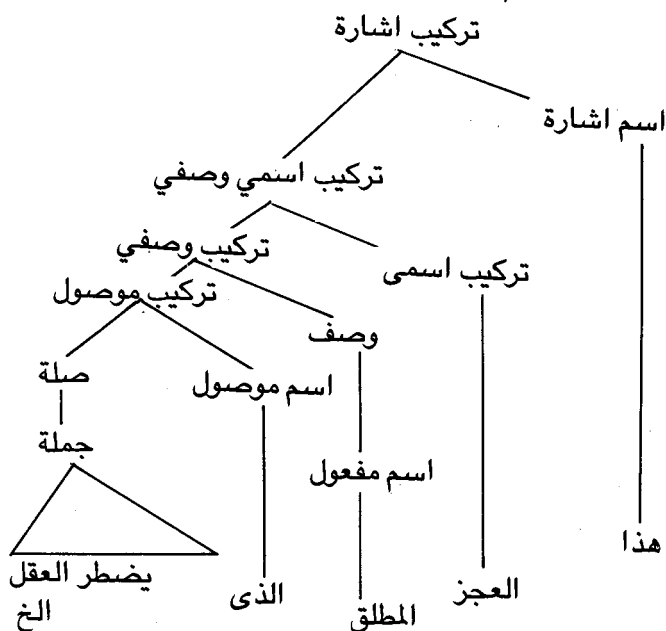 تركيب اشارة
اسم اشارة
تركيب اسمي وصفي
تركيب وصفي
تركيب اسمى
تركيب موصول
وصف
صلة
اسم موصول
جملة
اسم مفعول
هذا
العجز
المطلق
الذى
يضطر العقل
الخ